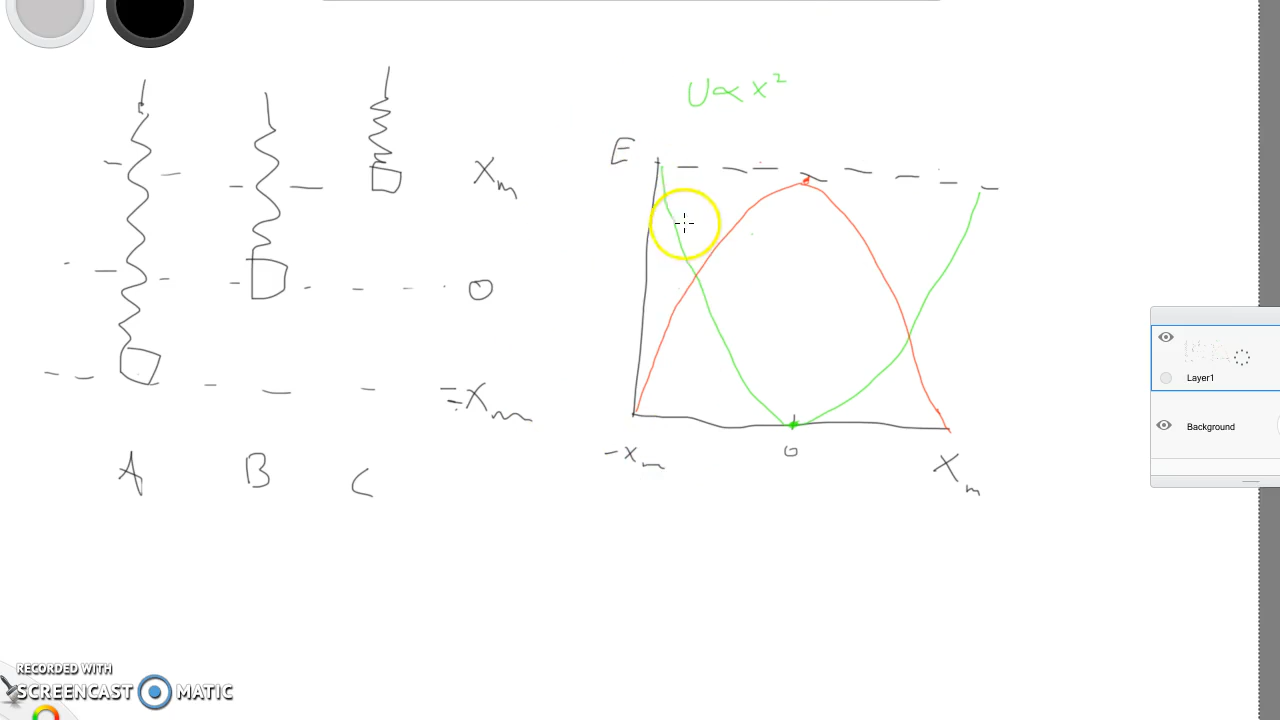 U∝x²
E
Xm
0
-Xm
A B C
-xm 0 Xm
Layer1
Background
RECORDED WITH
SCREENCAST MATIC